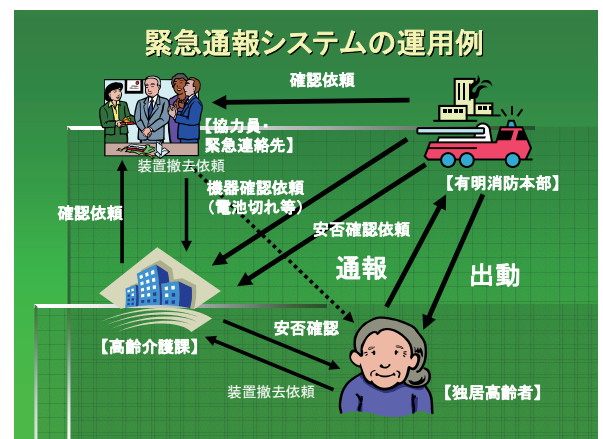 緊急通報システムの運用例
確認依頼
【協力員・
緊急連絡先】
装置撤去依頼
【有明消防本部】
機器確認依頼
（電池切れ等）
確認依頼
安否確認依頼
通報
出動
安否確認
【高齢介護課】
装置撤去依頼
【独居高齢者】